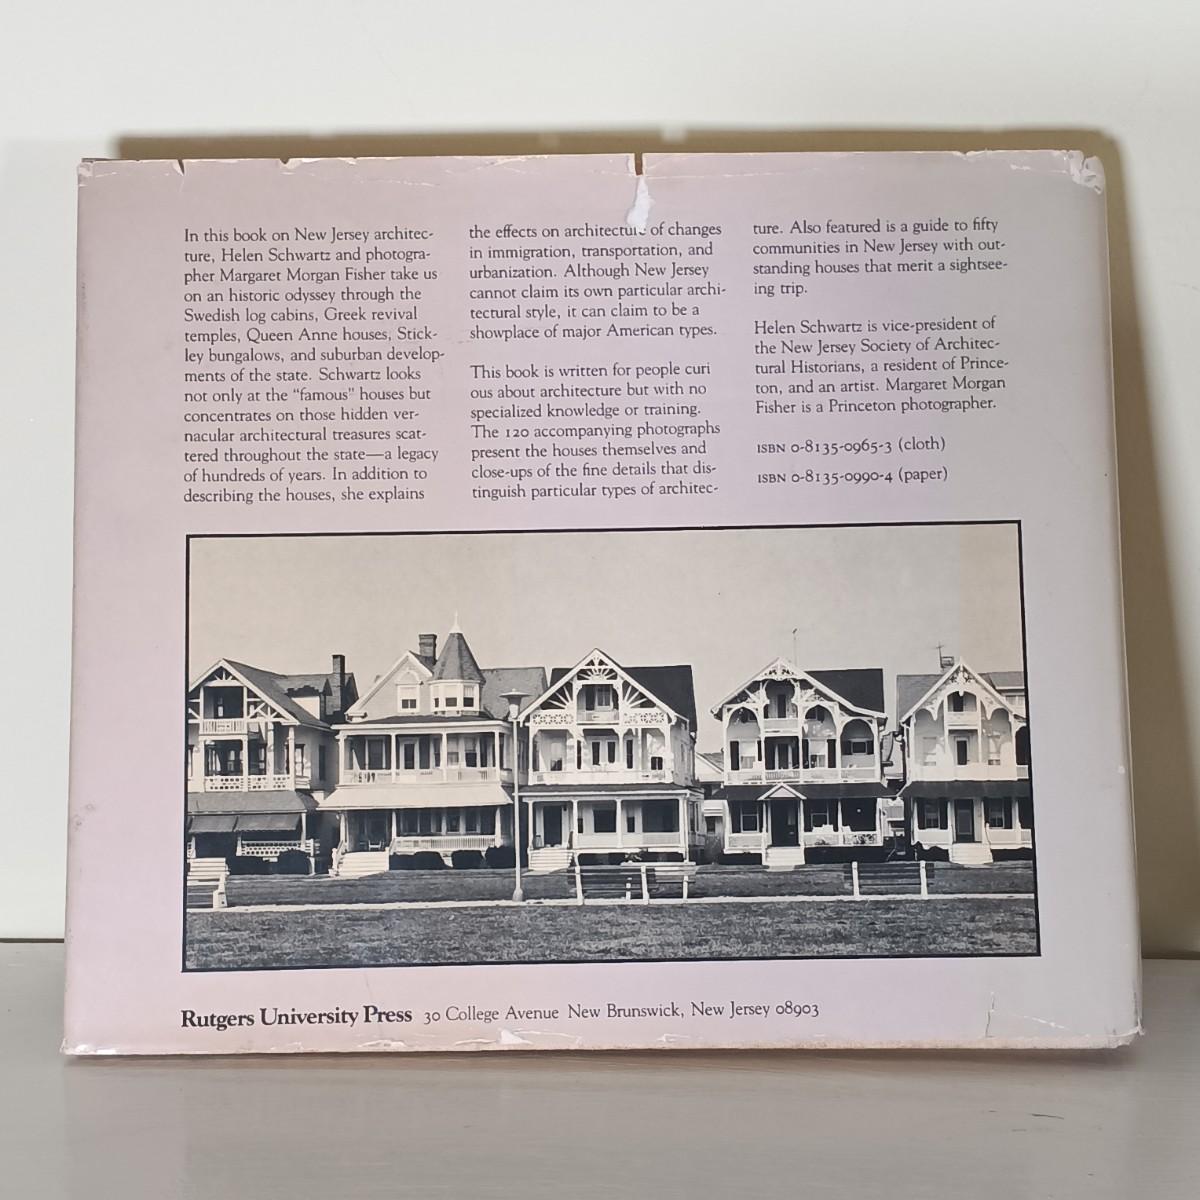 In this book on New Jersey architec-
ture, Helen Schwartz and photogra-
pher Margaret Morgan Fisher take us
on an historic odyssey through the
Swedish log cabins, Greek revival
temples, Queen Anne houses, Stick-
ley bungalows, and suburban develop-
ments of the state. Schwartz looks
not only at the "famous" houses but
concentrates on those hidden ver-
nacular architectural treasures scat-
tered throughout the state—a legacy
of hundreds of years. In addition to
describing the houses, she explains
the effects on architecture of changes
in immigration, transportation, and
urbanization. Although New Jersey
cannot claim its own particular archi-
tectural style, it can claim to be a
showplace of major American types.
This book is written for people curi
ous about architecture but with no
specialized knowledge or training.
The 120 accompanying photographs
present the houses themselves and
close-ups of the fine details that dis-
tinguish particular types of architec-
ture. Also featured is a guide to fifty
communities in New Jersey with out-
standing houses that merit a sightsee-
ing trip.
Helen Schwartz is vice-president of
the New Jersey Society of Architec-
tural Historians, a resident of Prince-
ton, and an artist. Margaret Morgan
Fisher is a Princeton photographer.
ISBN 0-8135-0965-3 (cloth)
ISBN 0-8135-0990-4 (paper)
Rutgers University Press 30 College Avenue New Brunswick, New Jersey 08903